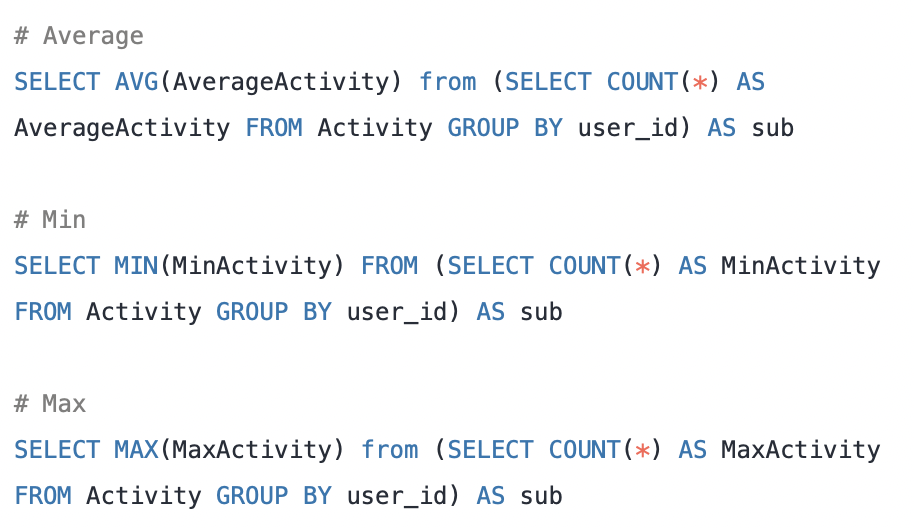 # Average
SELECT AVG(AverageActivity) from (SELECT COUNT(*) AS
AverageActivity FROM Activity GROUP BY user_id) AS sub
# Min
SELECT MIN(MinActivity) FROM (SELECT COUNT(*) AS MinActivity
FROM Activity GROUP BY user_id) AS sub
# Max
SELECT MAX(MaxActivity) from (SELECT COUNT(*) AS MaxActivity
FROM Activity GROUP BY user_id) AS sub